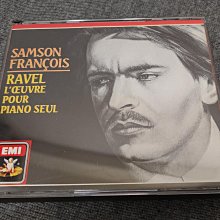 SAMSON
FRANÇOIS
RAVEL
L'ŒUVRE
POUR
PIANO SEUL
EMI